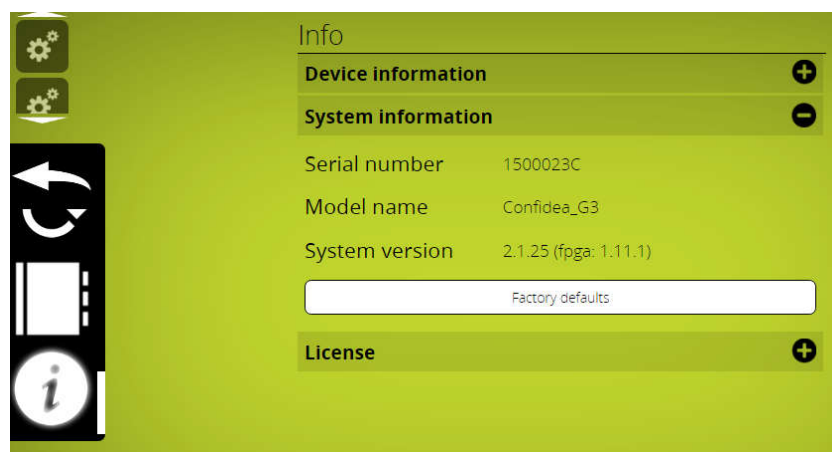 Info
Device information
System information
Serial number 1500023C
Model name Confidea_G3
System version 2.1.25 (fpga: 1.11.1)
Factory defaults
License
i